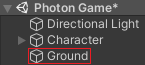 Photon Game*
Directional Light
Character
Ground